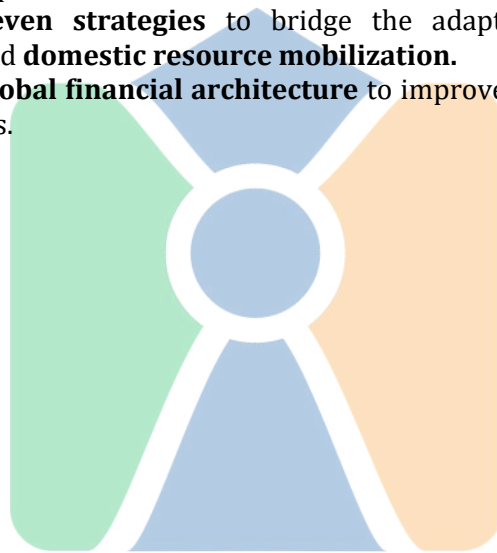 even strategies to bridge the adapt
d domestic resource mobilization.
obal financial architecture to improve
s.